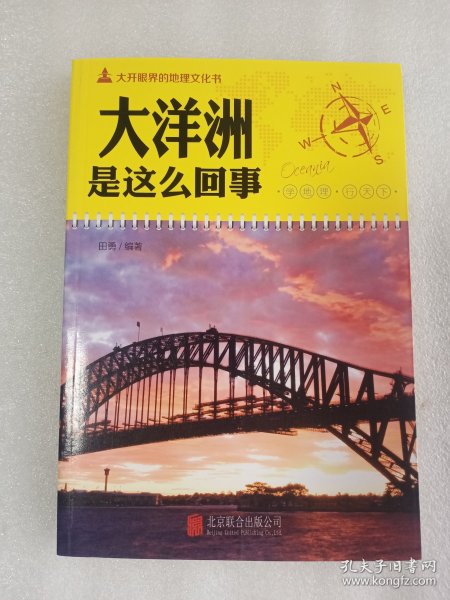 大开眼界的地理文化书
大洋洲
是这么回事
N
E
W
S
Oceania
·学地理·行天下·
田勇/编著
北京联合出版公司
Beijing United Publishing Co.,Ltd.
孔夫子旧书网
www.kongfz.com